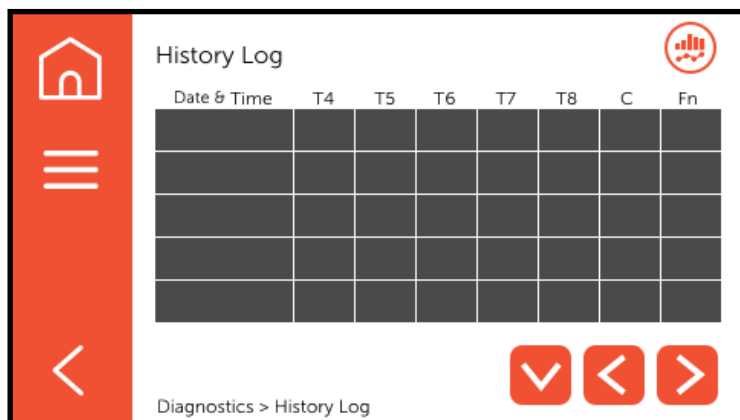 History Log
Date & Time T4 T5 T6 T7 T8 C Fn
Diagnostics > History Log